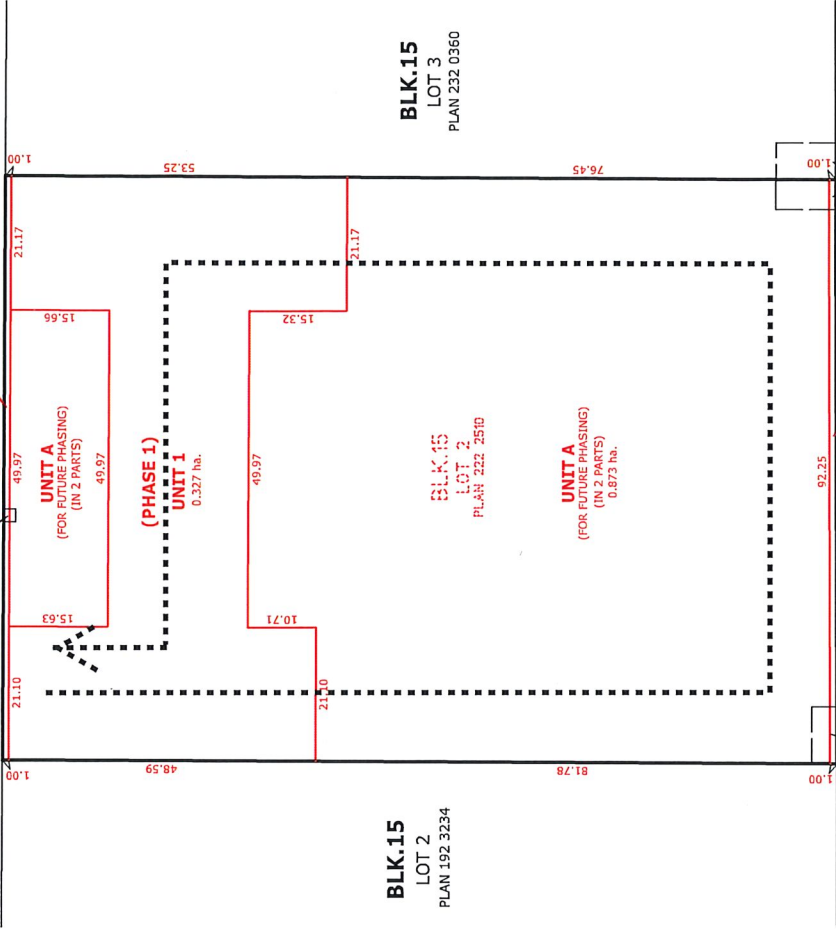 BLK.15
LOT 3
PLAN 232 0360
1.00
53.25
76.45
1.00
21.17
21.17
15.66
15.32
49.97
UNIT A
(FOR FUTURE PHASING)
(IN 2 PARTS)
49.97
(PHASE 1)
UNIT 1
0.327 ha.
49.97
BLK.15
LOT 2
PLAN 222 2510
UNIT A
(FOR FUTURE PHASING)
(IN 2 PARTS)
0.873 ha.
92.25
15.63
10.71
21.10
21.10
1.00
48.59
81.78
1.00
BLK.15
LOT 2
PLAN 192 3234